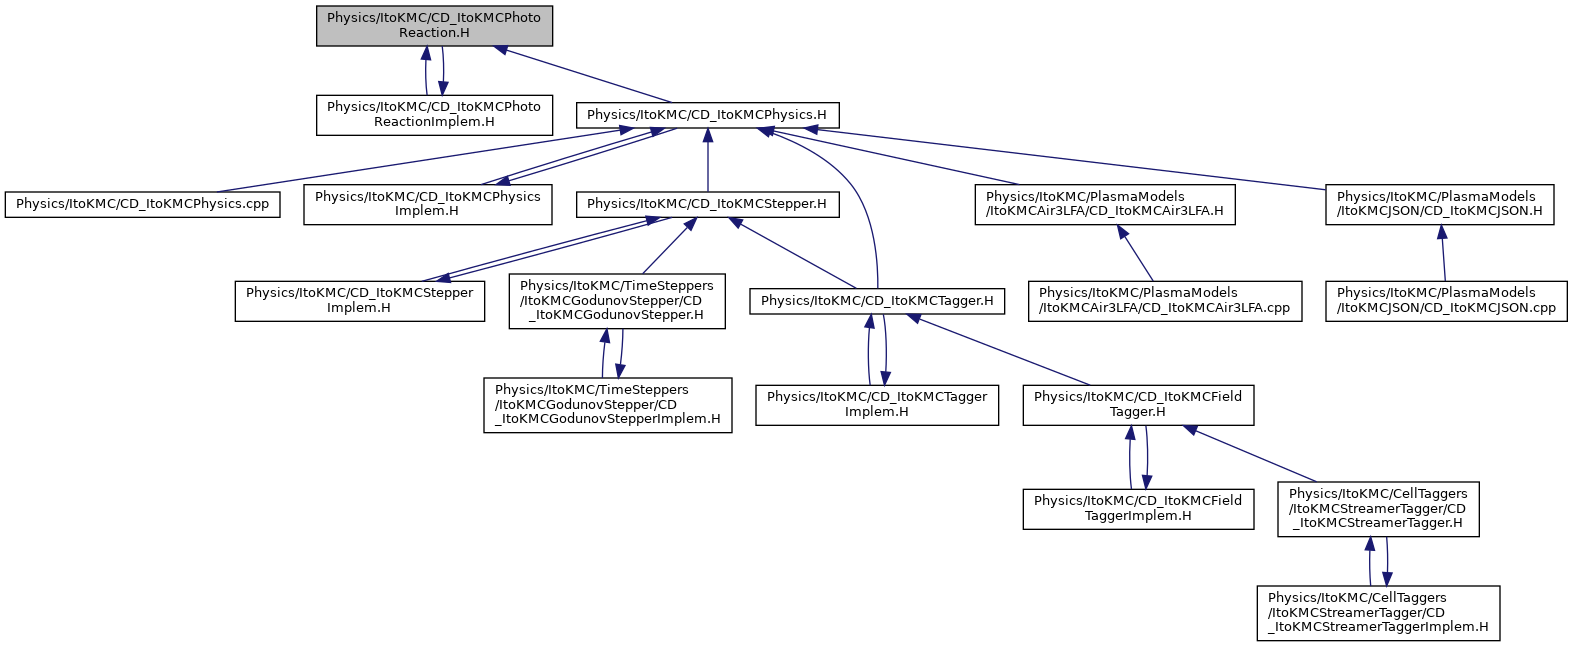 Physics/ItoKMC/CD_ItoKMCPhoto
Reaction.H
Physics/ItoKMC/CD_ItoKMCPhoto
ReactionImplem.H
Physics/ItoKMC/CD_ItoKMCPhysics.H
Physics/ItoKMC/CD_ItoKMCPhysics.cpp
Physics/ItoKMC/CD_ItoKMCPhysics
Implem.H
Physics/ItoKMC/CD_ItoKMCStepper.H
Physics/ItoKMC/PlasmaModels
/ItoKMCAir3LFA/CD_ItoKMCAir3LFA.H
Physics/ItoKMC/PlasmaModels
/ItoKMCJSON/CD_ItoKMCJSON.H
Physics/ItoKMC/CD_ItoKMCStepper
Implem.H
Physics/ItoKMC/TimeSteppers
/ItoKMCGodunovStepper/CD
_ItoKMCGodunovStepper.H
Physics/ItoKMC/CD_ItoKMCTagger.H
Physics/ItoKMC/PlasmaModels
/ItoKMCAir3LFA/CD_ItoKMCAir3LFA.cpp
Physics/ItoKMC/PlasmaModels
/ItoKMCJSON/CD_ItoKMCJSON.cpp
Physics/ItoKMC/TimeSteppers
/ItoKMCGodunovStepper/CD
_ItoKMCGodunovStepperImplem.H
Physics/ItoKMC/CD_ItoKMCTagger
Implem.H
Physics/ItoKMC/CD_ItoKMCField
Tagger.H
Physics/ItoKMC/CD_ItoKMCField
TaggerImplem.H
Physics/ItoKMC/CellTaggers
/ItoKMCStreamerTagger/CD
_ItoKMCStreamerTagger.H
Physics/ItoKMC/CellTaggers
/ItoKMCStreamerTagger/CD
_ItoKMCStreamerTaggerImplem.H